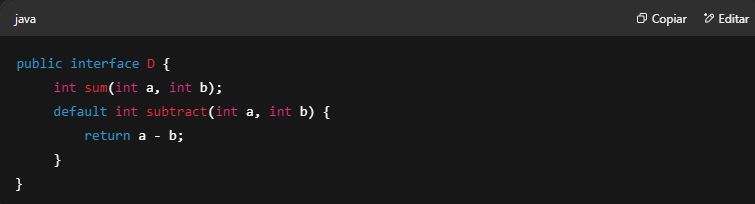 java
Copiar
Editar
public interface D {
    int sum(int a, int b);
    default int subtract(int a, int b) {
        return a - b;
    }
}